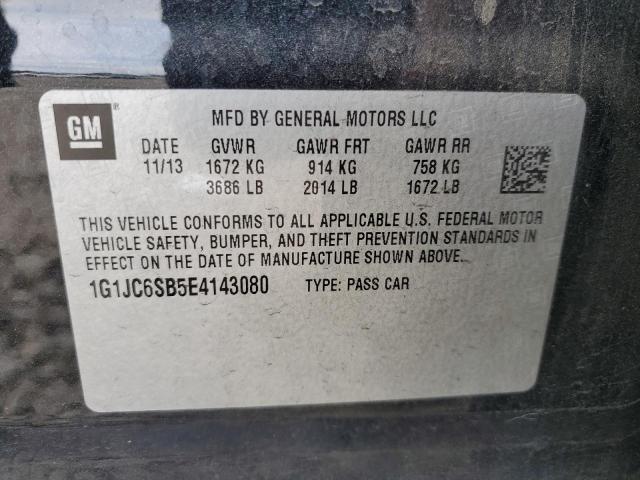 GM®
MFD BY GENERAL MOTORS LLC
DATE GVWR GAWR FRT GAWR RR
11/13 1672 KG 914 KG 758 KG
3686 LB 2014 LB 1672 LB
THIS VEHICLE CONFORMS TO ALL APPLICABLE U.S. FEDERAL MOTOR
VEHICLE SAFETY, BUMPER, AND THEFT PREVENTION STANDARDS IN
EFFECT ON THE DATE OF MANUFACTURE SHOWN ABOVE.
1G1JC6SB5E4143080 TYPE: PASS CAR